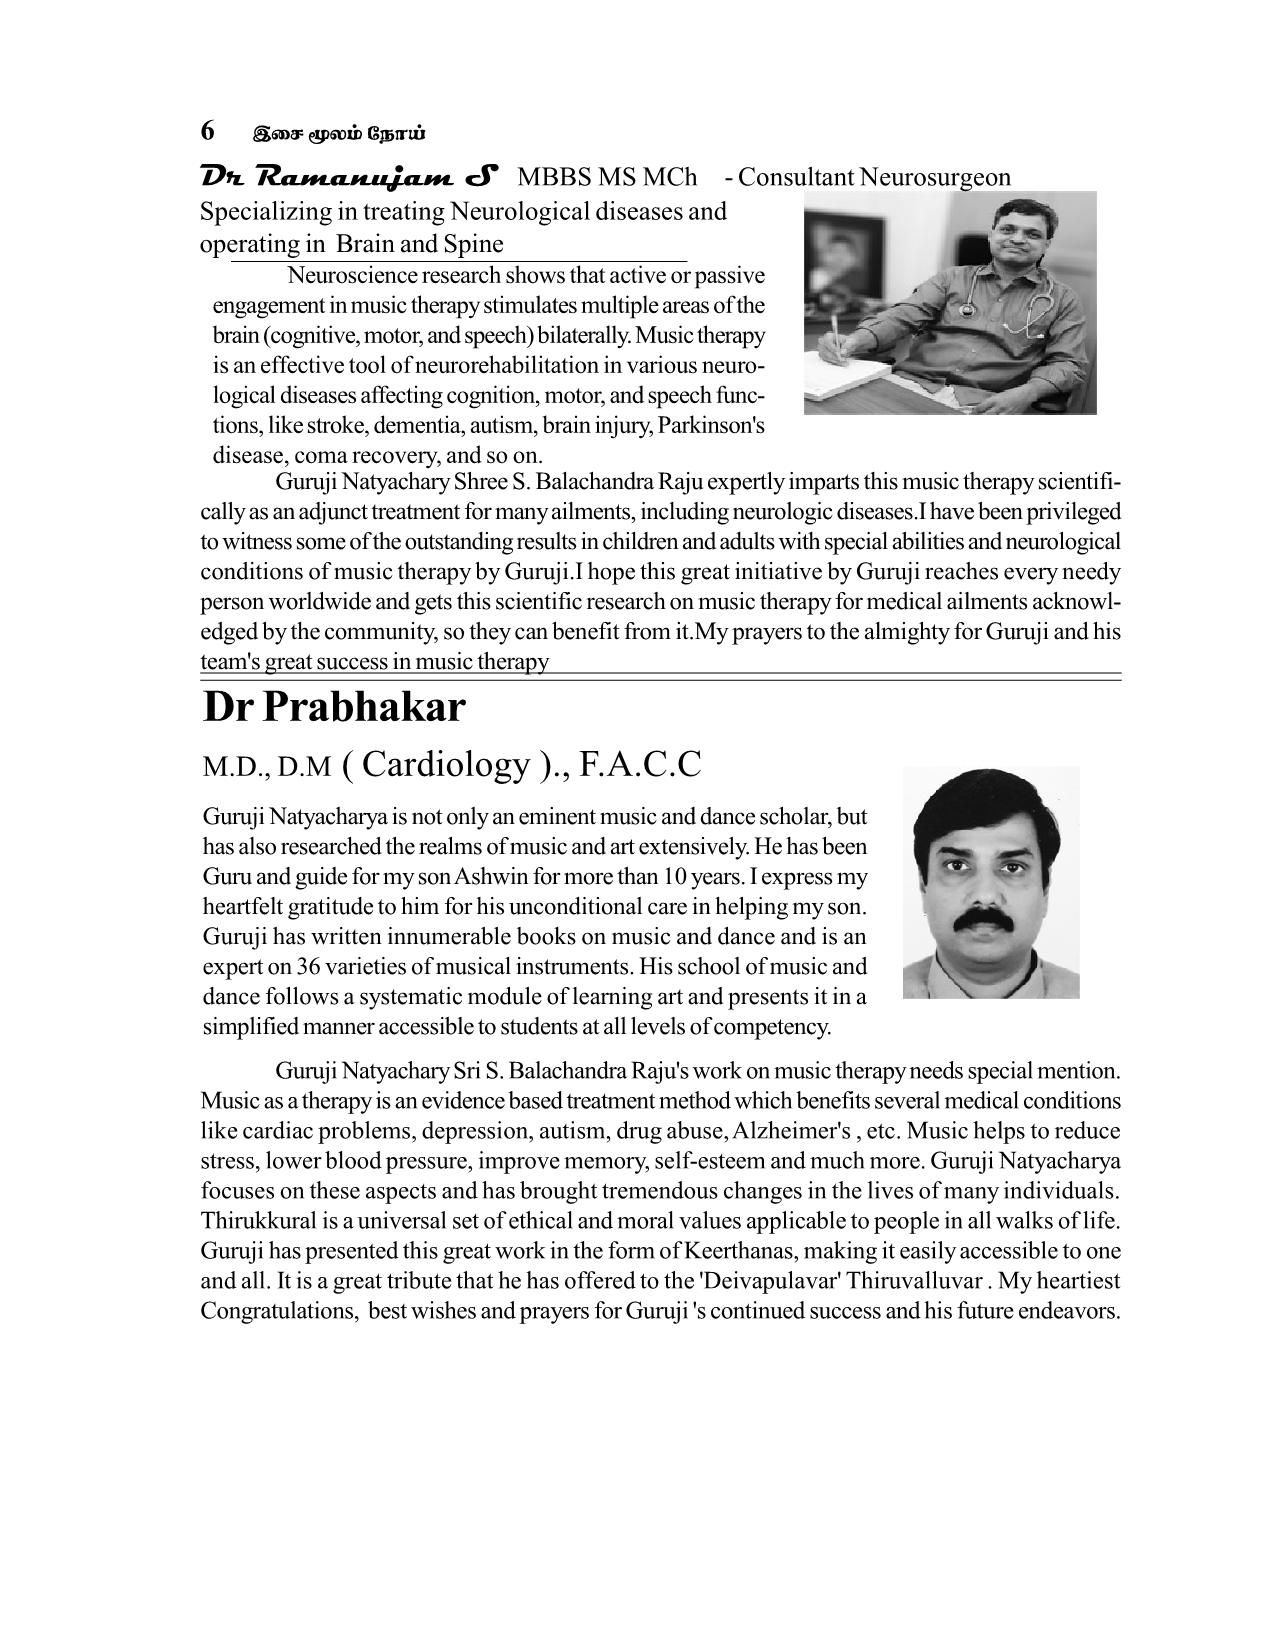 6 இசை மூலம் நோய்
Dr Ramanujam S MBBS MS MCh - Consultant Neurosurgeon
Specializing in treating Neurological diseases and
operating in Brain and Spine
Neuroscience research shows that active or passive
engagement in music therapy stimulates multiple areas of the
brain (cognitive, motor, and speech) bilaterally. Music therapy
is an effective tool of neurorehabilitation in various neuro-
logical diseases affecting cognition, motor, and speech func-
tions, like stroke, dementia, autism, brain injury, Parkinson's
disease, coma recovery, and so on.
Guruji Natyachary Shree S. Balachandra Raju expertly imparts this music therapy scientifi-
cally as an adjunct treatment for many ailments, including neurologic diseases.I have been privileged
to witness some of the outstanding results in children and adults with special abilities and neurological
conditions of music therapy by Guruji.I hope this great initiative by Guruji reaches every needy
person worldwide and gets this scientific research on music therapy for medical ailments acknowl-
edged by the community, so they can benefit from it.My prayers to the almighty for Guruji and his
team's great success in music therapy
Dr Prabhakar
M.D., D.M ( Cardiology )., F.A.C.C
Guruji Natyacharya is not only an eminent music and dance scholar, but
has also researched the realms of music and art extensively. He has been
Guru and guide for my son Ashwin for more than 10 years. I express my
heartfelt gratitude to him for his unconditional care in helping my son.
Guruji has written innumerable books on music and dance and is an
expert on 36 varieties of musical instruments. His school of music and
dance follows a systematic module of learning art and presents it in a
simplified manner accessible to students at all levels of competency.
Guruji Natyachary Sri S. Balachandra Raju's work on music therapy needs special mention.
Music as a therapy is an evidence based treatment method which benefits several medical conditions
like cardiac problems, depression, autism, drug abuse, Alzheimer's , etc. Music helps to reduce
stress, lower blood pressure, improve memory, self-esteem and much more. Guruji Natyacharya
focuses on these aspects and has brought tremendous changes in the lives of many individuals.
Thirukkural is a universal set of ethical and moral values applicable to people in all walks of life.
Guruji has presented this great work in the form of Keerthanas, making it easily accessible to one
and all. It is a great tribute that he has offered to the 'Deivapulavar' Thiruvalluvar . My heartiest
Congratulations, best wishes and prayers for Guruji 's continued success and his future endeavors.